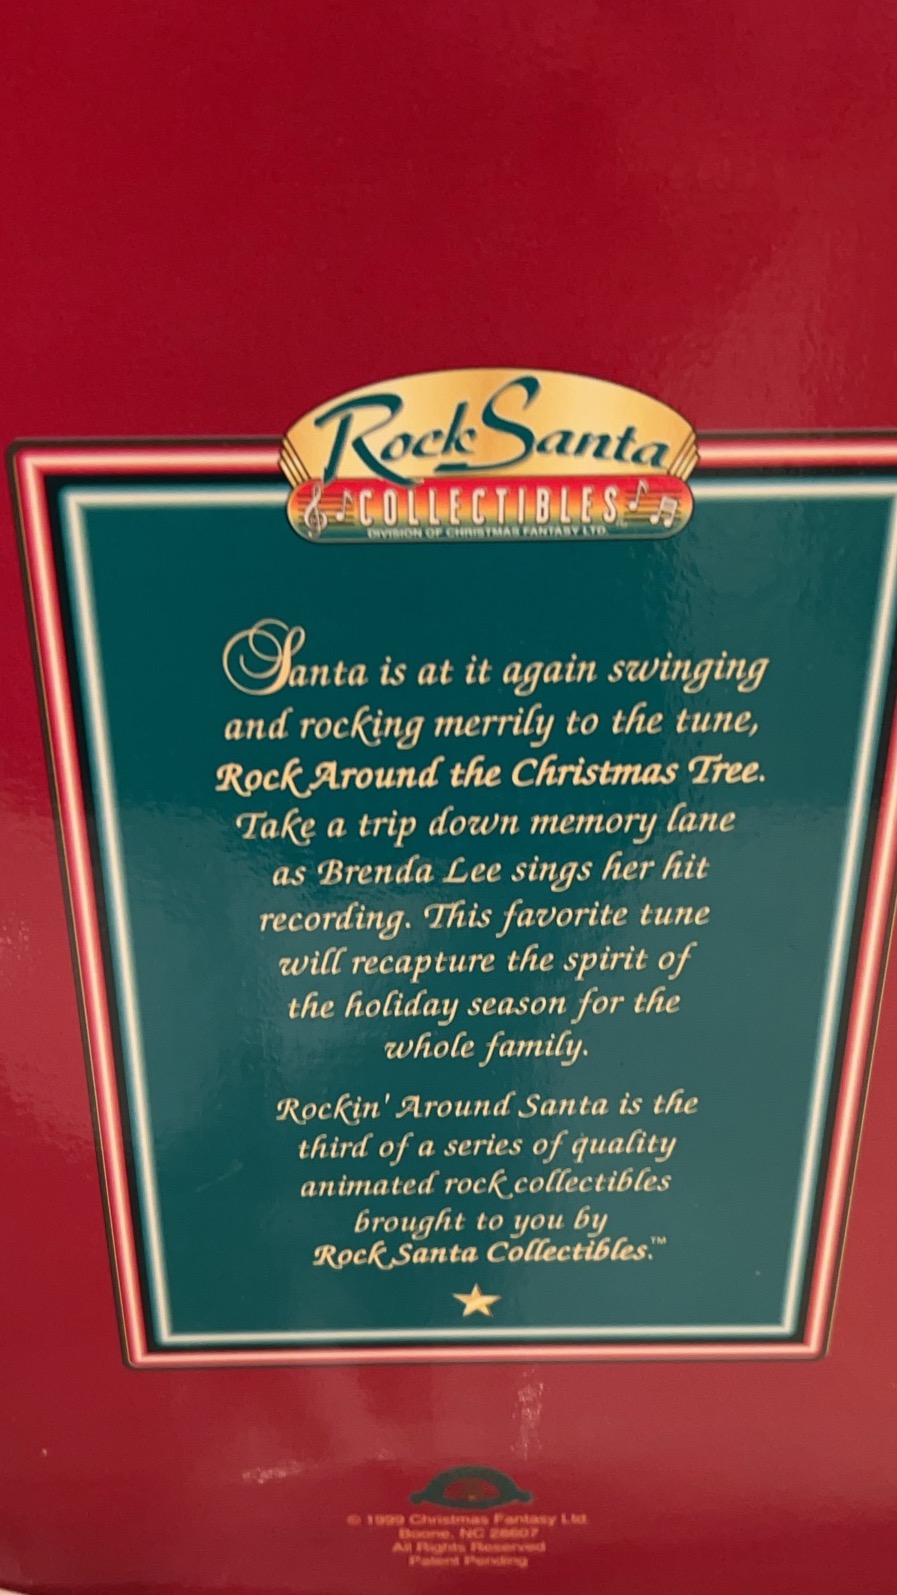 Rock Santa
COLLECTIBLES
DIVISION OF CHRISTMAS FANTASY LTD.
Santa is at it again swinging
and rocking merrily to the tune,
Rock Around the Christmas Tree.
Take a trip down memory lane
as Brenda Lee sings her hit
recording. This favorite tune
will recapture the spirit of
the holiday season for the
whole family.
Rockin' Around Santa is the
third of a series of quality
animated rock collectibles
brought to you by
Rock Santa Collectibles.™
© 1999 Christmas Fantasy Ltd.
Boone, NC 28607
All Rights Reserved
Patent Pending